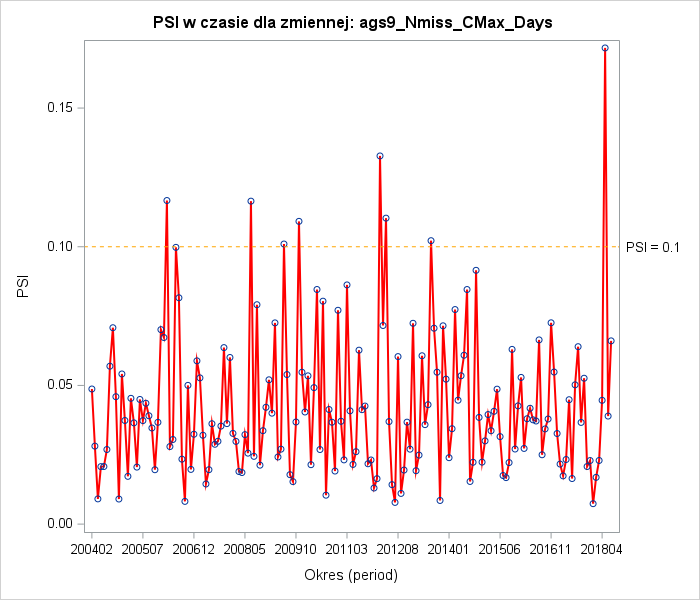 PSI w czasie dla zmiennej: ags9_Nmiss_CMax_Days
0.15
0.10
PSI = 0.1
PSI
0.05
0.00
200402 200507 200612 200805 200910 201103 201208 201401 201506 201611 201804
Okres (period)